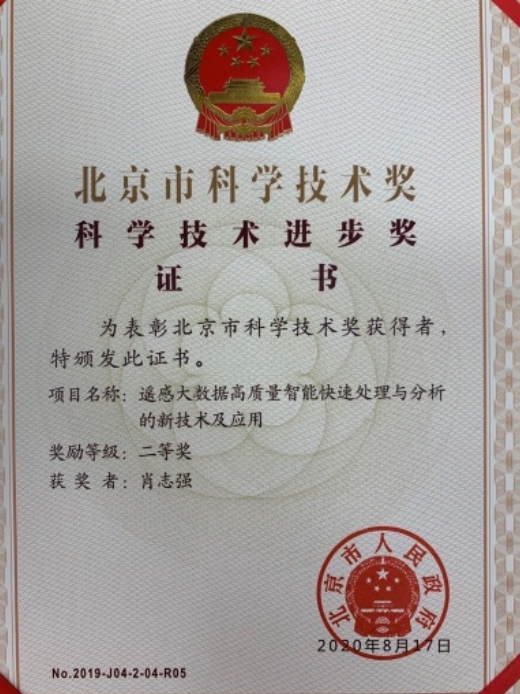 北京市科学技术奖
科学技术进步奖
证 书
为表彰北京市科学技术奖获得者，
特颁发此证书。
项目名称：遥感大数据高质量智能快速处理与分析
的新技术及应用
奖励等级：二等奖
获 奖 者：肖志强
北京市人民政府
2020年8月17日
No.2019-J04-2-04-R05